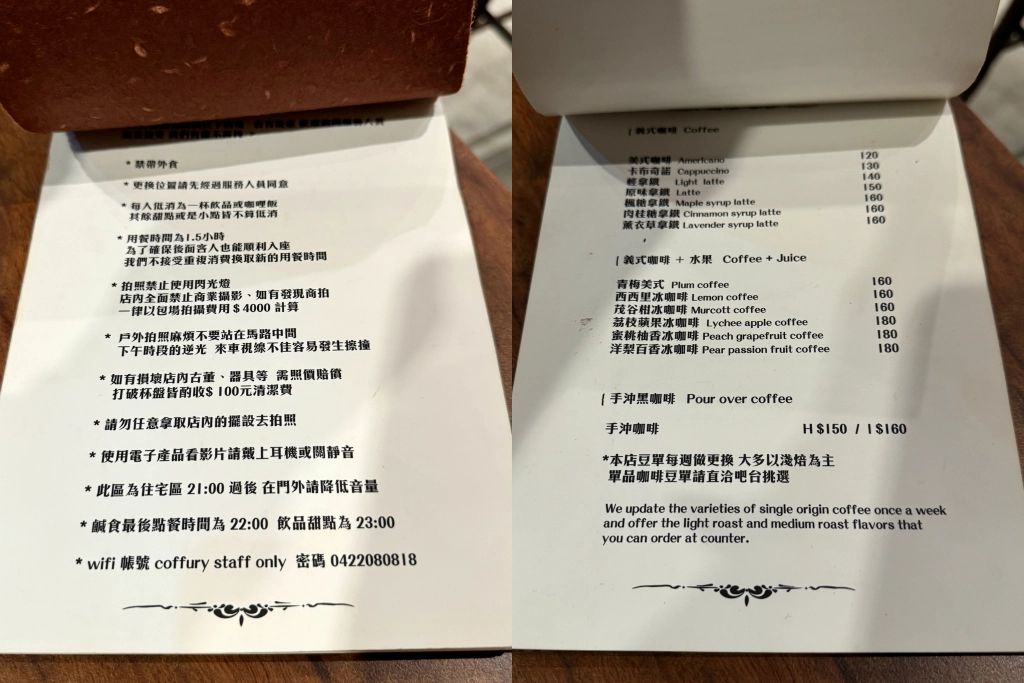 * 禁帶外食
* 更換位置請先經過服務人員同意
* 每人低消為一杯飲品或咖哩飯
其餘甜點或是小點皆不算低消
* 用餐時間為1.5小時
為了確保後面客人也能順利入座
我們不接受重複消費換取新的用餐時間
* 拍照禁止使用閃光燈
店內全面禁止商業攝影、如有發現商拍
一律以包場拍攝費用 $ 4000 計算
* 戶外拍照麻煩不要站在馬路中間
下午時段的逆光 來車視線不佳容易發生擦撞
* 如有損壞店內古董、器具等 需照價賠償
打破杯盤皆酌收$ 100元清潔費
* 請勿任意拿取店內的擺設去拍照
* 使用電子產品看影片請戴上耳機或關靜音
* 此區為住宅區 21:00 過後 在門外請降低音量
* 鹹食最後點餐時間為 22:00 飲品甜點為 23:00
* wifi 帳號 coffury staff only 密碼 0422080818
[ 義式咖啡 Coffee
美式咖啡 Americano 120
卡布奇諾 Cappuccino 130
輕拿鐵 Light latte 140
原味拿鐵 Latte 150
楓糖拿鐵 Maple syrup latte 160
肉桂糖拿鐵 Cinnamon syrup latte 160
薰衣草拿鐵 Lavender syrup latte 160
[ 義式咖啡 + 水果 Coffee + Juice
青梅美式 Plum coffee 160
西西里冰咖啡 Lemon coffee 160
茂谷柑冰咖啡 Murcott coffee 160
荔枝蘋果冰咖啡 Lychee apple coffee 180
蜜桃柚香冰咖啡 Peach grapefruit coffee 180
洋梨百香冰咖啡 Pear passion fruit coffee 180
[ 手沖黑咖啡 Pour over coffee
手沖咖啡 H $150 / I $160
*本店豆單每週做更換 大多以淺焙為主
單品咖啡豆單請直洽吧台挑選
We update the varieties of single origin coffee once a week
and offer the light roast and medium roast flavors that
you can order at counter.